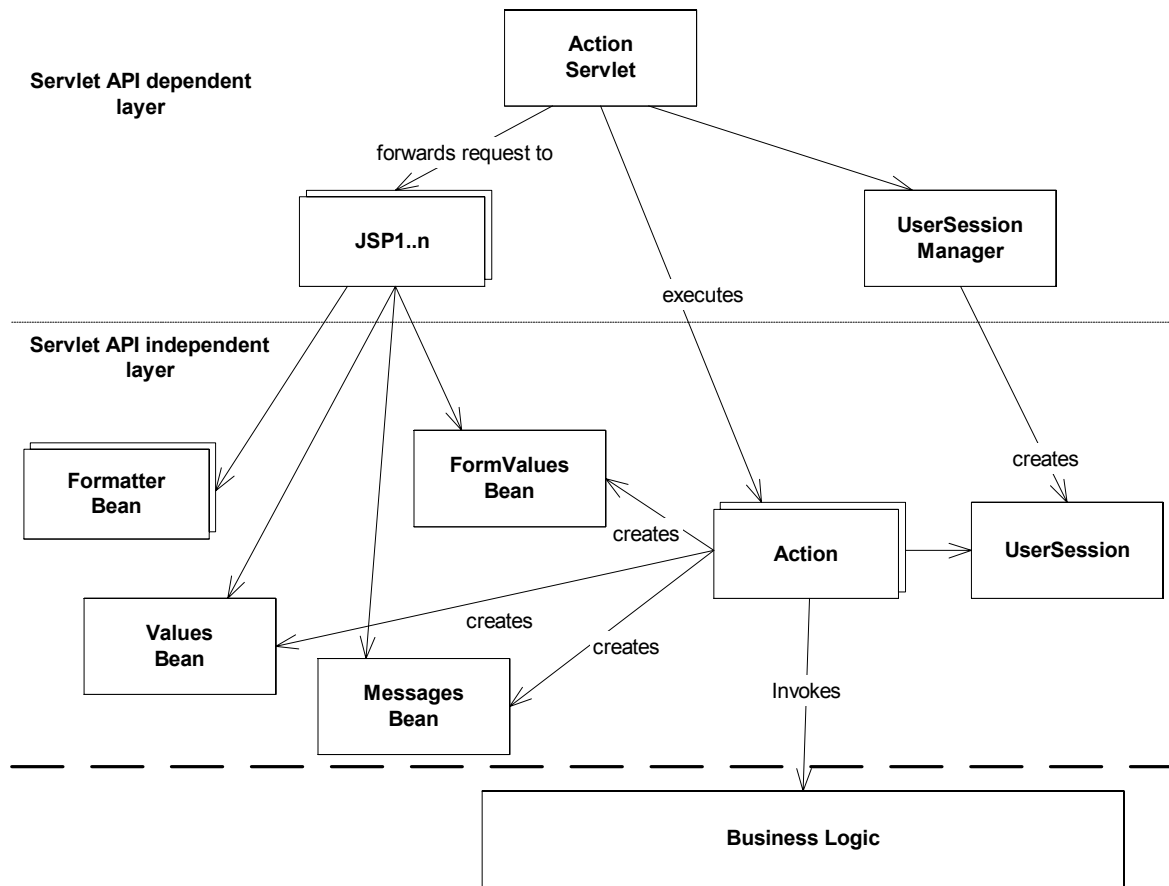 Action
Servlet
Servlet API dependent
layer
forwards request to
JSP1..n
UserSession
Manager
executes
Servlet API independent
layer
Formatter
Bean
FormValues
Bean
creates
creates
Action
UserSession
Values
Bean
creates
creates
Messages
Bean
Invokes
Business Logic